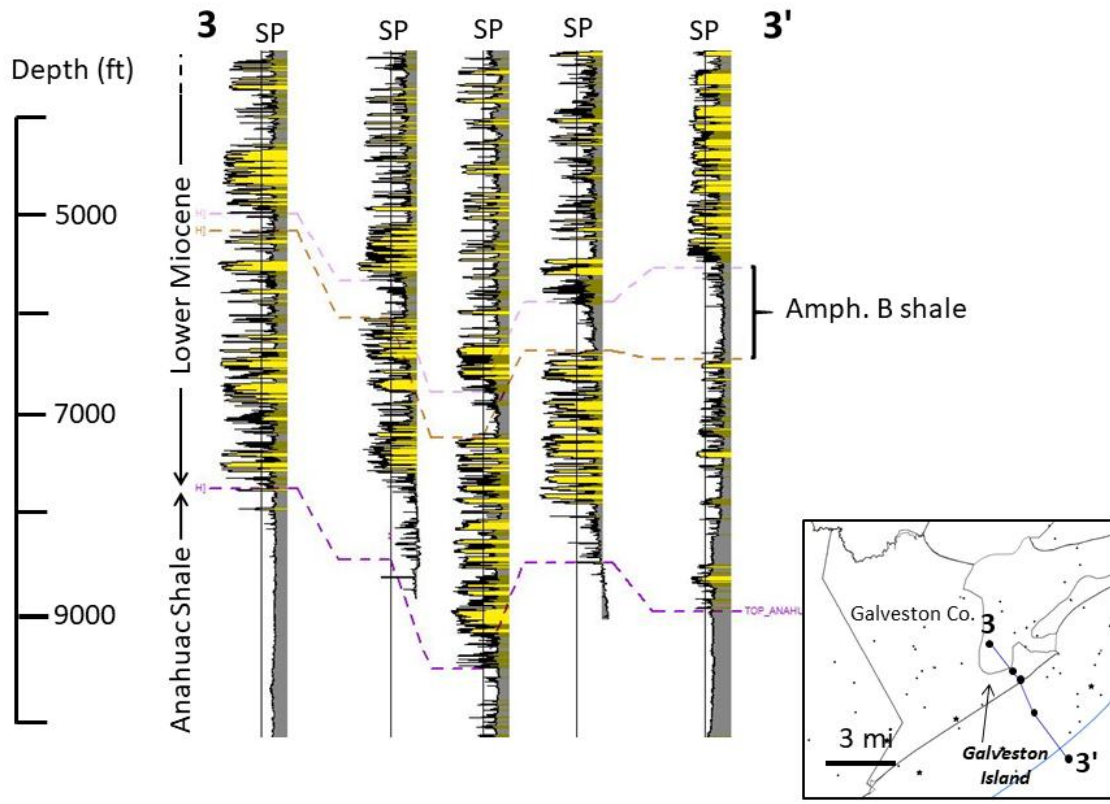 3
SP
SP
SP
SP
SP
3'
Depth (ft)
5000
7000
9000
Lower Miocene
Anahuac Shale
H]
H]
H]
Amph. B shale
TOP_ANAHU
Galveston Co.
3
3'
3 mi
Galveston
Island